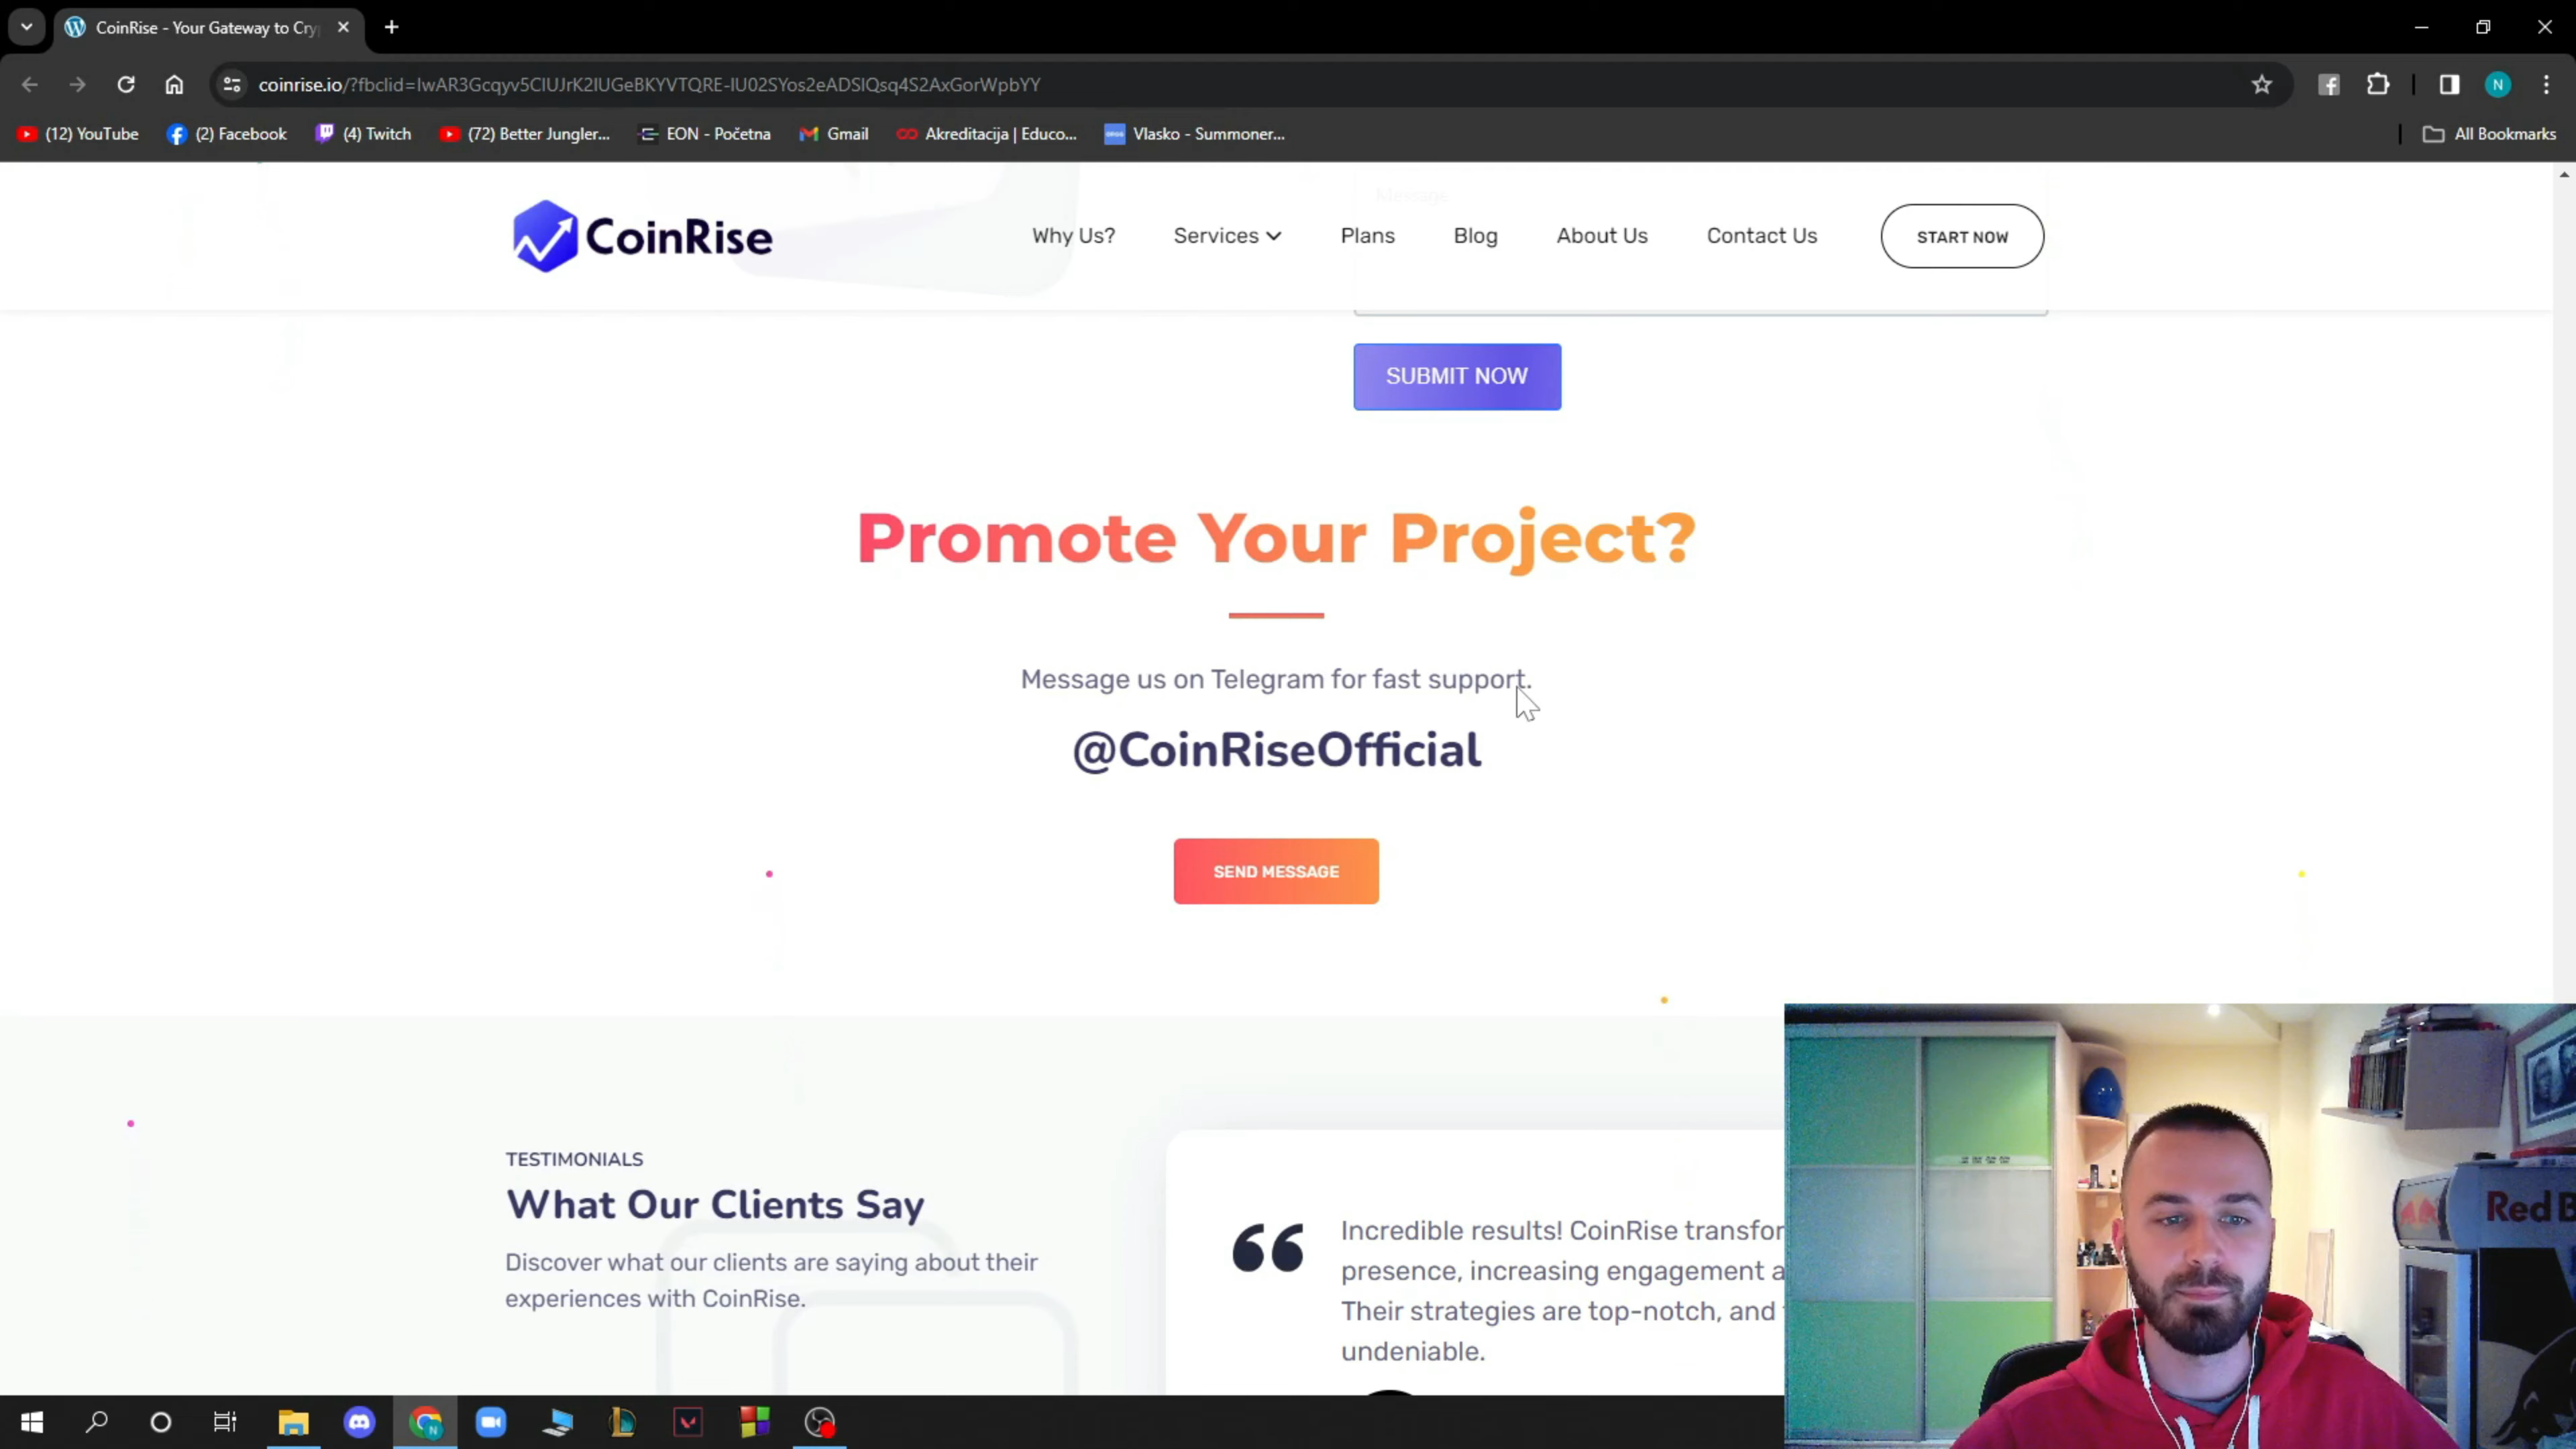 CoinRise - Your Gateway to Cry
coinrise.io/?fbclid=IwAR3Gcqyv5ClUJrK2lUGeBKYVTQRE-IU02SYos2eADSlQsq4S2AxGorWpbYY
N
(12) YouTube
(2) Facebook
(4) Twitch
(72) Better Jungler...
EON - Početna
Gmail
Akreditacija | Educo...
Vlasko - Summoner...
All Bookmarks
Message
CoinRise
Why Us?
Services
Plans
Blog
About Us
Contact Us
START NOW
SUBMIT NOW
Promote Your Project?
Message us on Telegram for fast support.
@CoinRiseOfficial
SEND MESSAGE
TESTIMONIALS
What Our Clients Say
Discover what our clients are saying about their
experiences with CoinRise.
Incredible results! CoinRise transfor
presence, increasing engagement a
Their strategies are top-notch, and
undeniable.
Red B